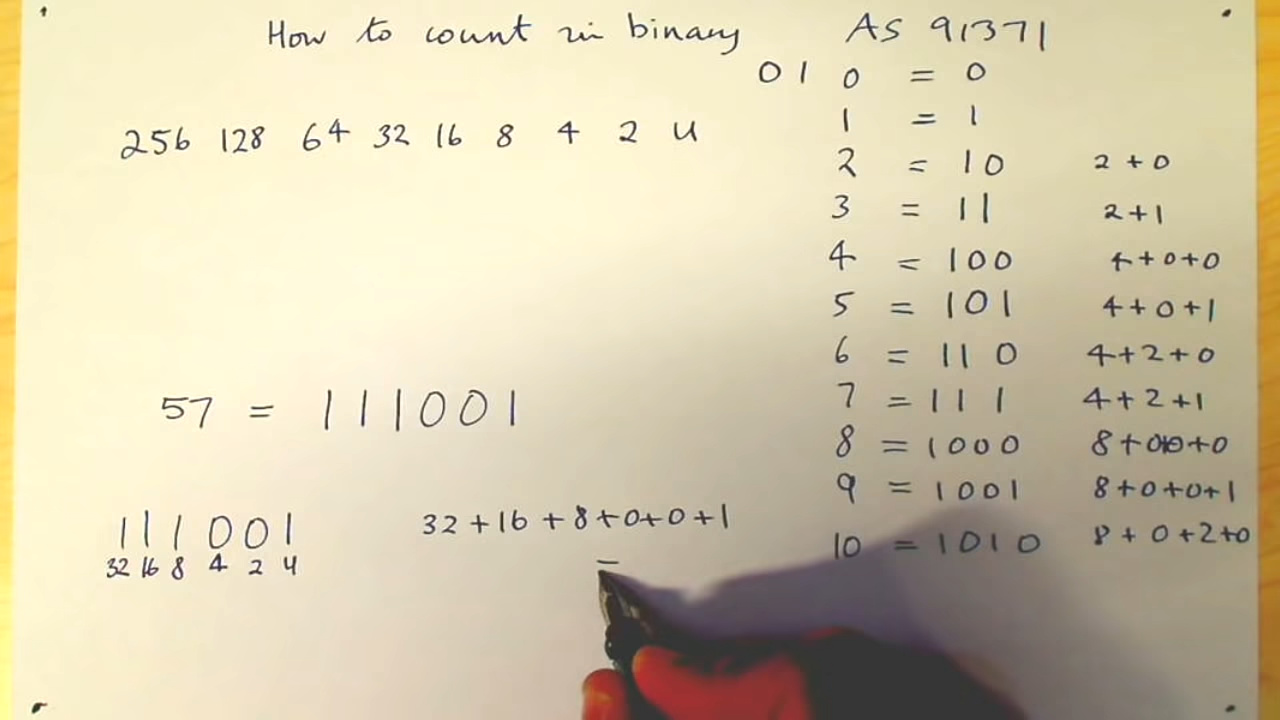 How to count in binary AS 91371
0 1 0 = 0
1 = 1
256 128 64 32 16 8 4 2 U
2 = 10 2 + 0
3 = 11 2 + 1
4 = 100 4 + 0 + 0
5 = 101 4 + 0 + 1
6 = 110 4 + 2 + 0
7 = 111 4 + 2 + 1
57 = 111001
8 = 1000 8 + 0 + 0
9 = 1001 8 + 0 + 0 + 1
111001 32 + 16 + 8 + 0 + 0 + 1
10 = 1010 8 + 0 + 2 + 0
32 16 8 4 2 U =